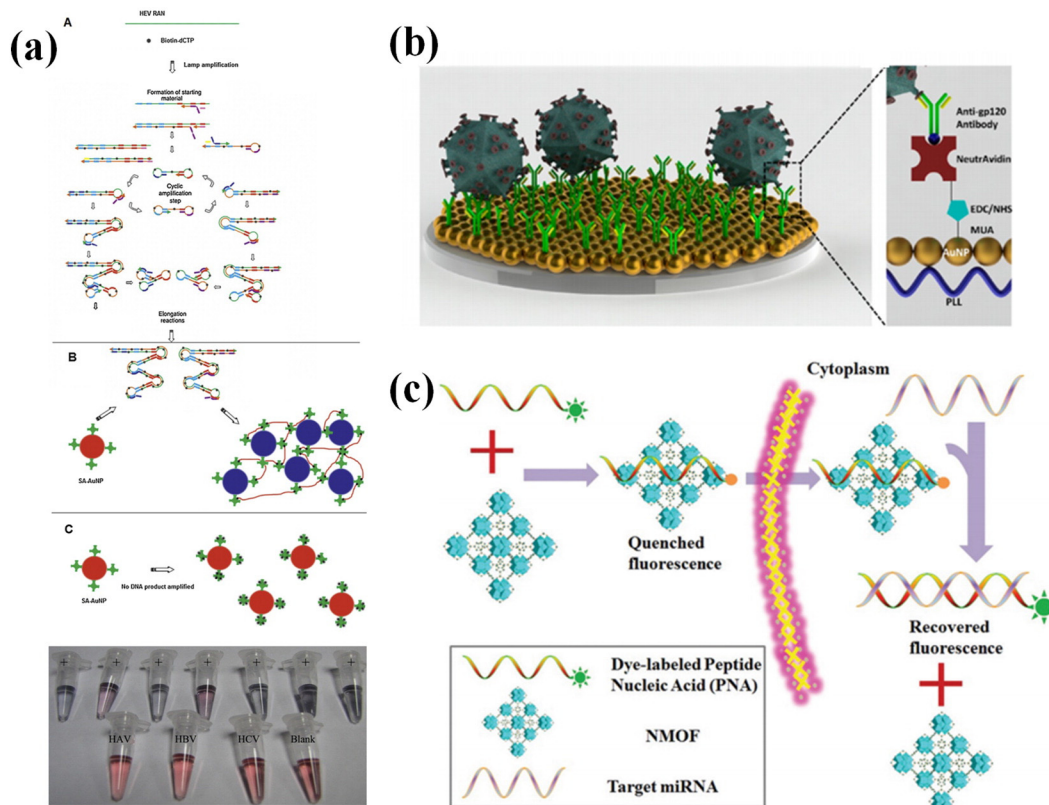 (a)
A
HEV RAN
Biotin-dCTP
Lamp amplification
Formation of starting
material
Cyclic
amplification
step
Elongation
reactions
B
SA-AuNP
C
SA-AuNP
No DNA product amplified
+ + + + + + +
HAV HBV HCV Blank
(b)
Anti-gp120
Antibody
NeutrAvidin
EDC/NHS
MUA
AuNP
PLL
(c)
Cytoplasm
Quenched
fluorescence
Recovered
fluorescence
Dye-labeled Peptide
Nucleic Acid (PNA)
NMOF
Target miRNA